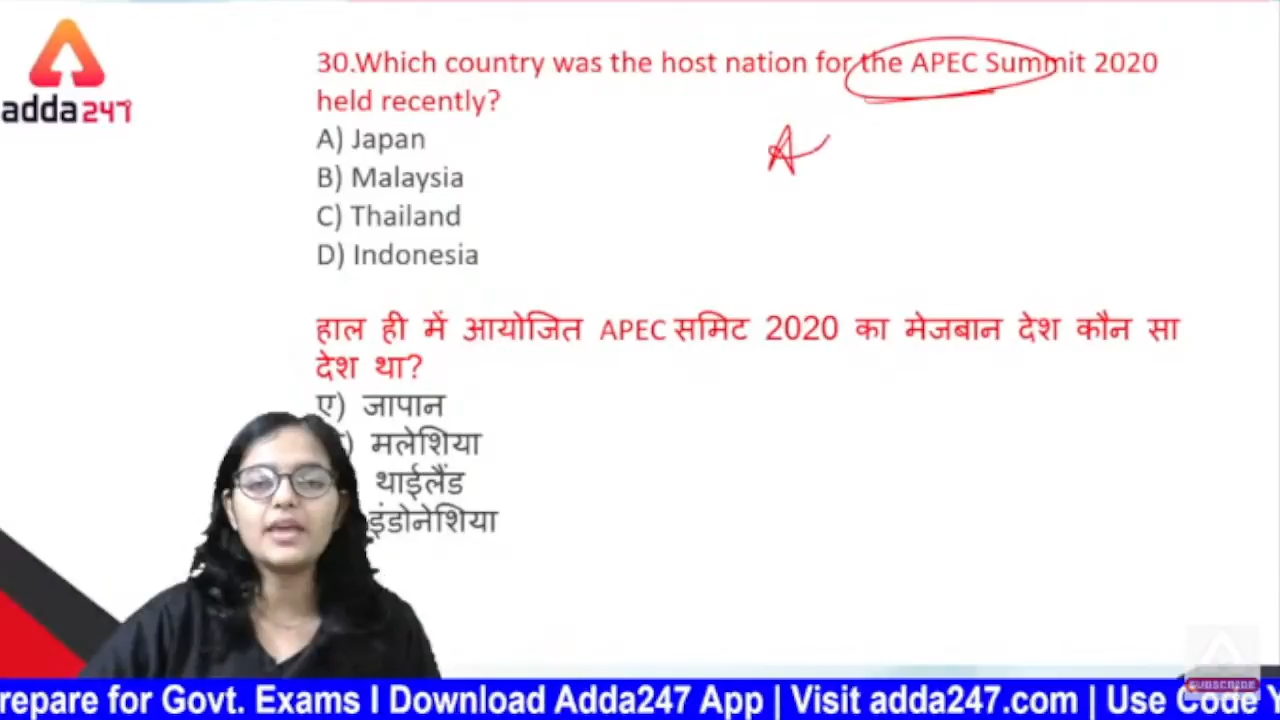 adda247
30.Which country was the host nation for the APEC Summit 2020
held recently?
A) Japan
A
B) Malaysia
C) Thailand
D) Indonesia
हाल ही में आयोजित APEC समिट 2020 का मेजबान देश कौन सा
देश था?
ए) जापान
) मलेशिया
थाईलैंड
इंडोनेशिया
SUBSCRIBE
repare for Govt. Exams I Download Adda247 App | Visit adda247.com | Use Code Y